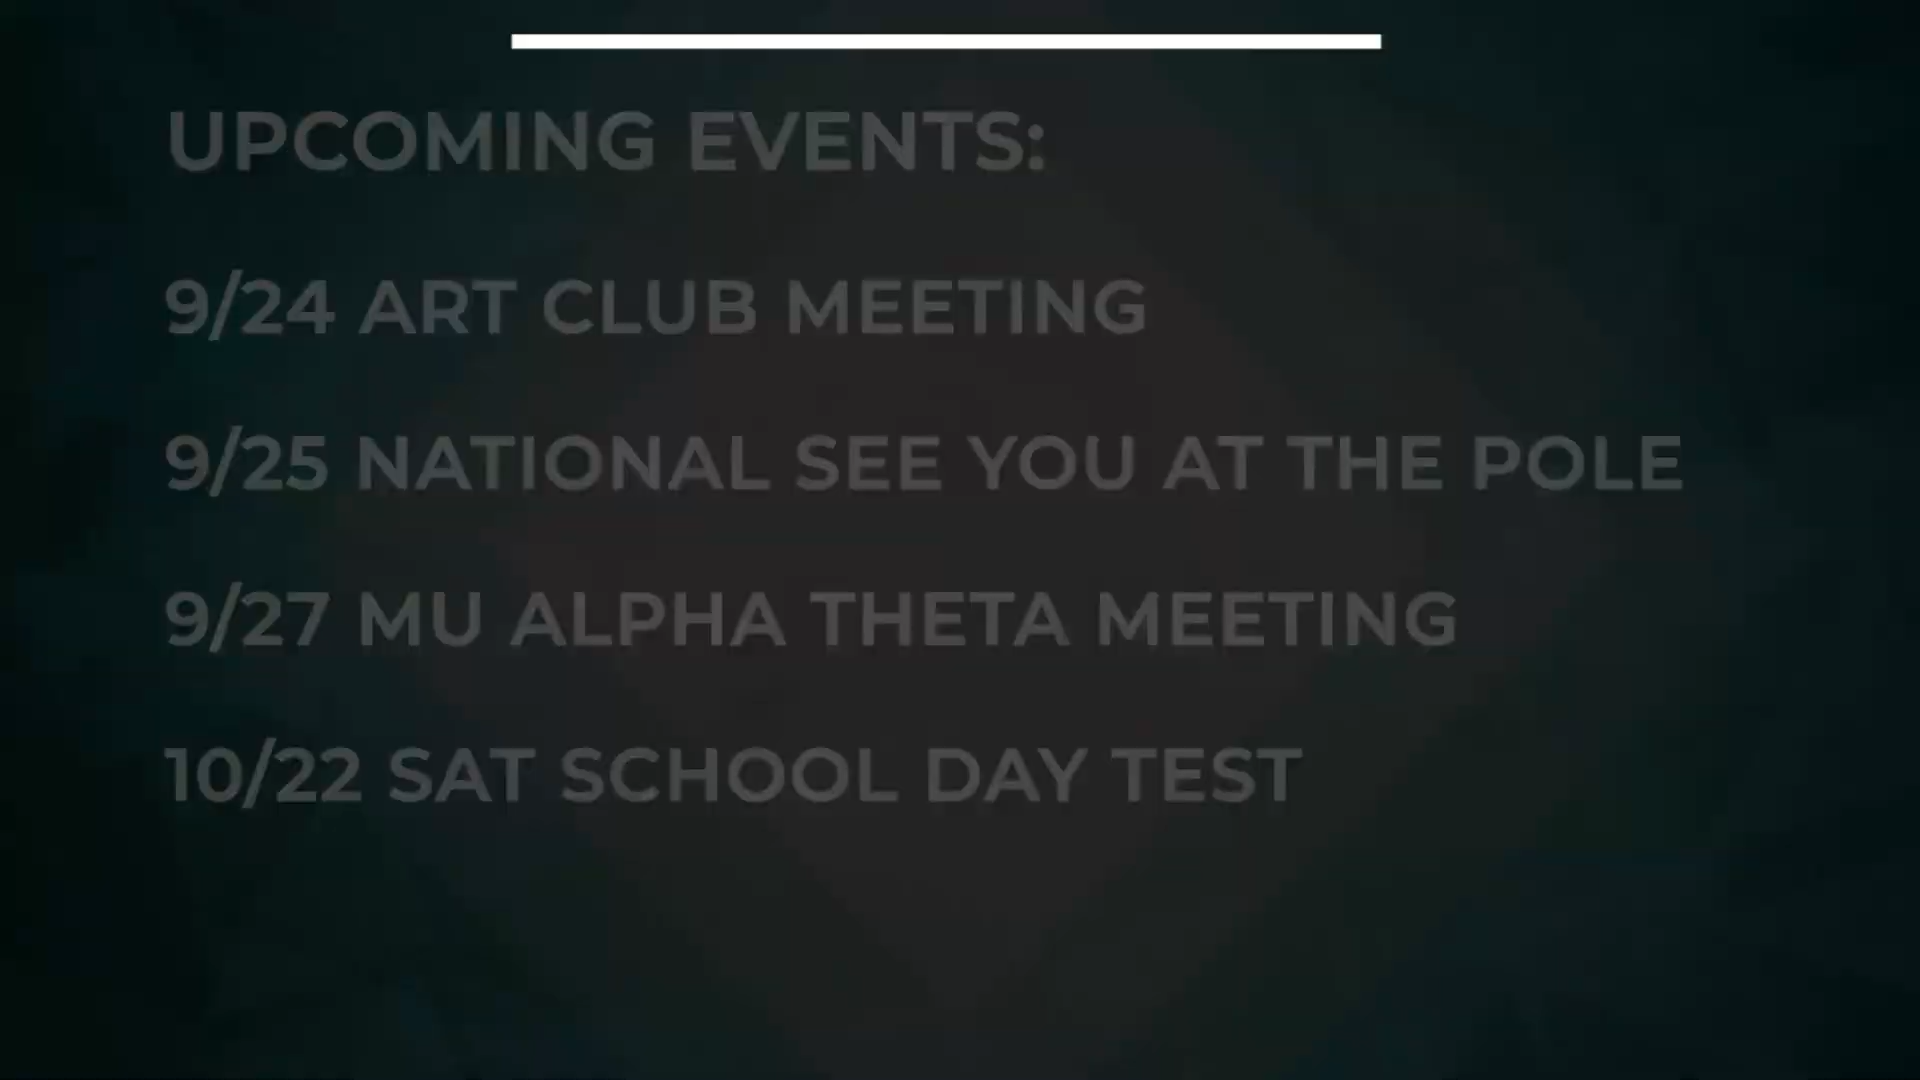 UPCOMING EVENTS:
9/24 ART CLUB MEETING
9/25 NATIONAL SEE YOU AT THE POLE
9/27 MU ALPHA THETA MEETING
10/22 SAT SCHOOL DAY TEST